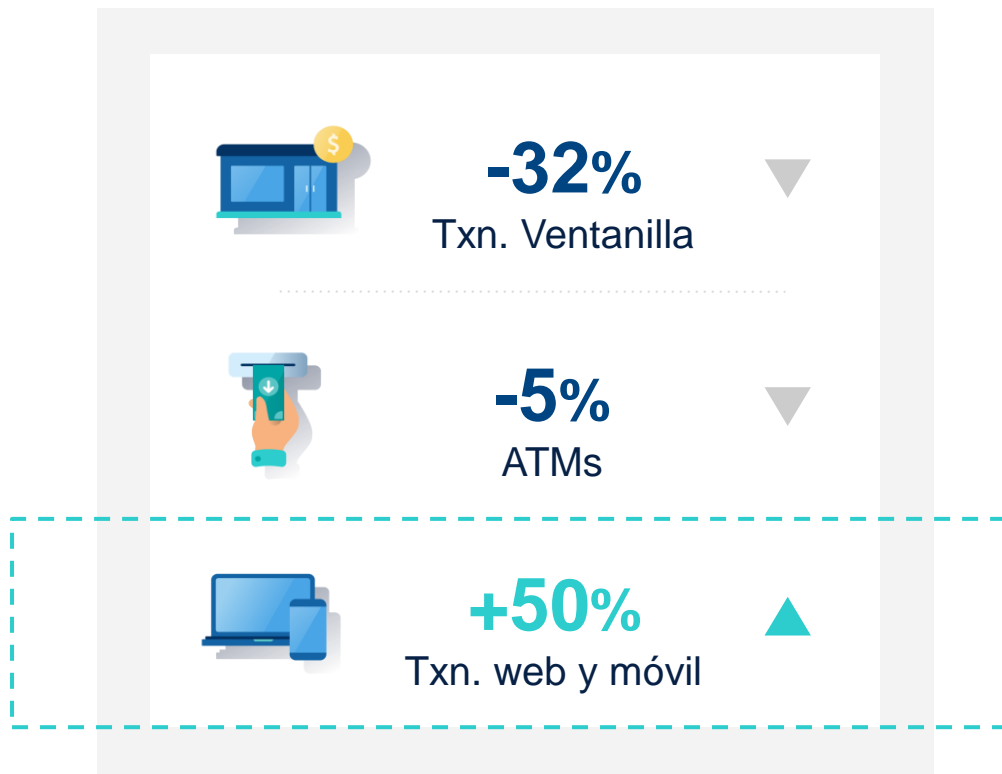 $
-32%
Txn. Ventanilla
-5%
ATMs
+50%
Txn. web y móvil